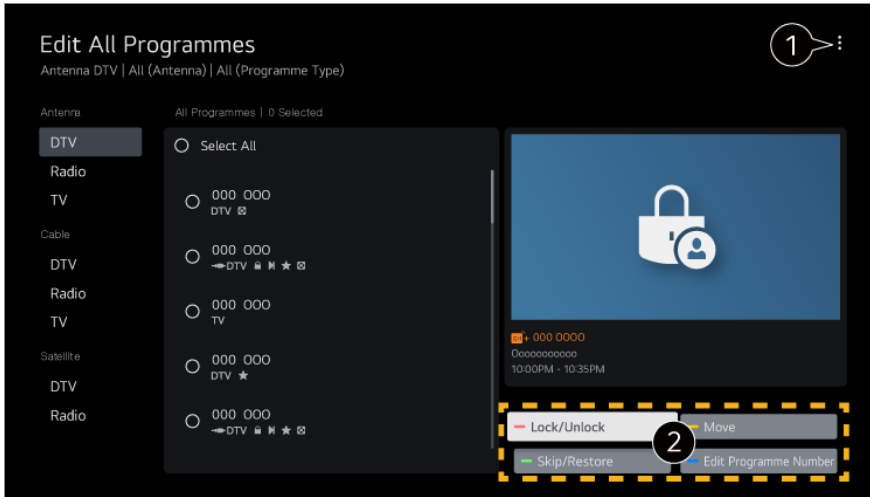 Edit All Programmes
Antenna DTV | All (Antenna) | All (Programme Type)
1
Antenna
DTV
Radio
TV
Cable
DTV
Radio
TV
Satellite
DTV
Radio
All Programmes | 0 Selected
Select All
000 000
DTV
000 000
DTV
000 000
TV
000 000
DTV
000 000
DTV
+ 000 0000
Oooooooooooo
10:00PM - 10:35PM
Lock/Unlock
Move
2
Skip/Restore
Edit Programme Number